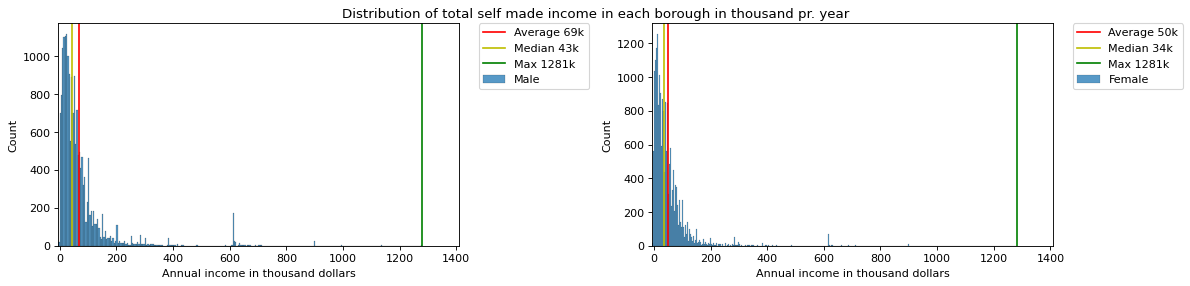 Distribution of total self made income in each borough in thousand pr. year
Count
1000
800
600
400
200
0
0 200 400 600 800 1000 1200 1400
Annual income in thousand dollars
Average 69k
Median 43k
Max 1281k
Male
Count
1200
1000
800
600
400
200
0
0 200 400 600 800 1000 1200 1400
Annual income in thousand dollars
Average 50k
Median 34k
Max 1281k
Female